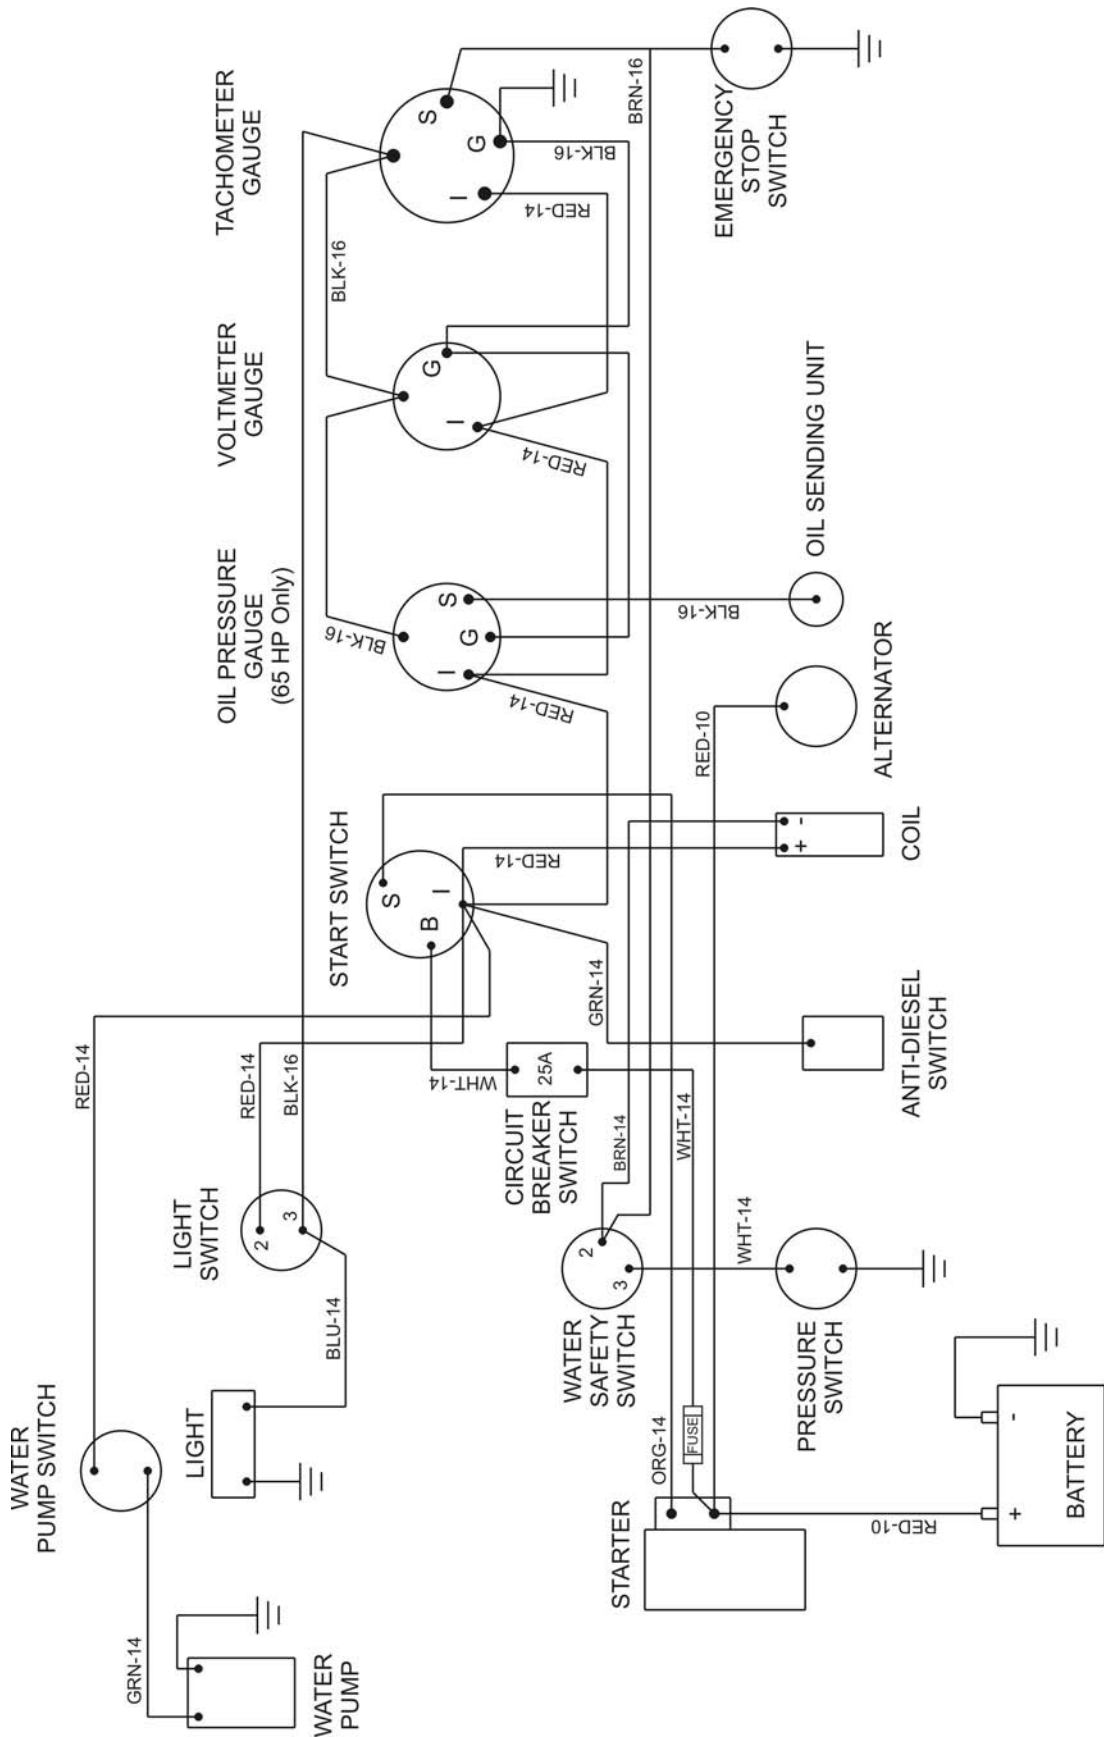 WATER
PUMP
GRN-14
WATER
PUMP SWITCH
RED-14
LIGHT
BLU-14
LIGHT
SWITCH
2
3
RED-14
BLK-16
START SWITCH
S
B
I
WHT-14
CIRCUIT
BREAKER
SWITCH
25A
GRN-14
RED-14
OIL PRESSURE
GAUGE
(65 HP Only)
BLK-16
I
G
S
RED-14
VOLTMETER
GAUGE
I
G
RED-14
BLK-16
TACHOMETER
GAUGE
I
G
S
RED-14
BLK-16
BRN-16
EMERGENCY
STOP
SWITCH
STARTER
ORG-14
FUSE
WHT-14
BRN-14
WATER
SAFETY
SWITCH
2
3
WHT-14
PRESSURE
SWITCH
RED-10
+
-
BATTERY
ANTI-DIESEL
SWITCH
+
-
COIL
RED-10
ALTERNATOR
BLK-16
OIL SENDING UNIT